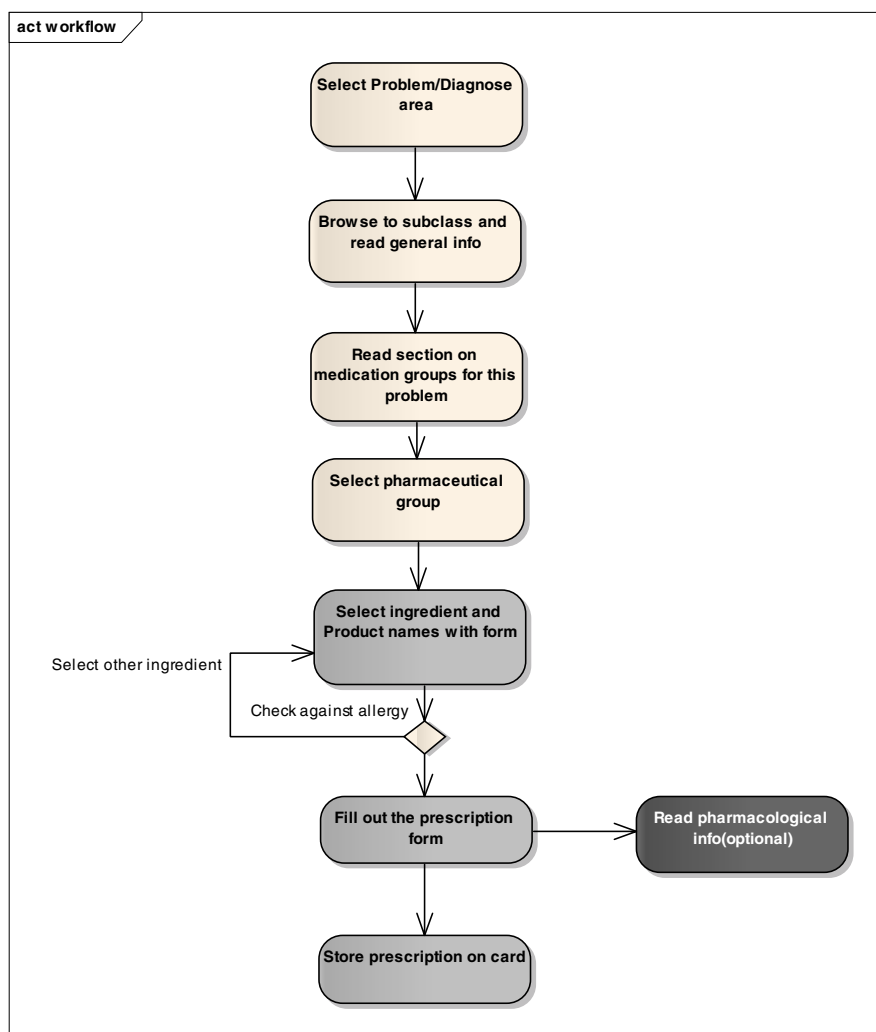 act workflow
Select Problem/Diagnose
area
Browse to subclass and
read general info
Read section on
medication groups for this
problem
Select pharmaceutical
group
Select ingredient and
Product names with form
Select other ingredient
Check against allergy
Fill out the prescription
form
Read pharmacological
info(optional)
Store prescription on card